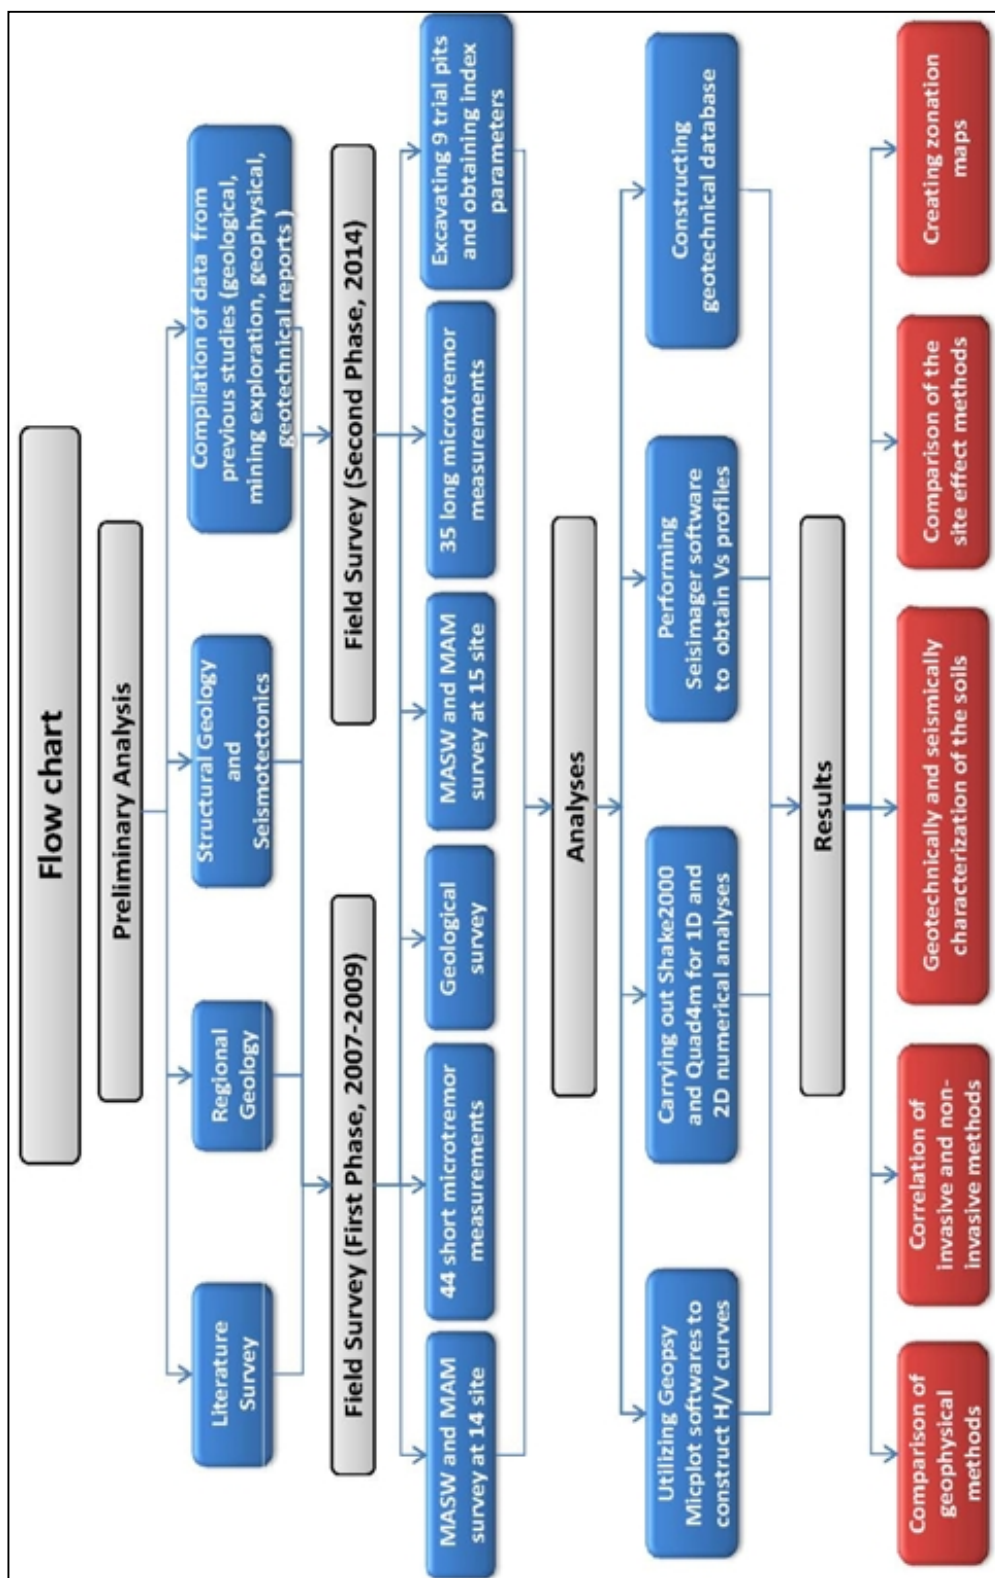 Flow chart
Preliminary Analysis
Literature
Survey
Regional
Geology
Structural Geology
and
Seismotectonics
Compilation of data from
previous studies (geological,
mining exploration, geophysical,
geotechnical reports )
Field Survey (First Phase, 2007-2009)
Field Survey (Second Phase, 2014)
MASW and MAM
survey at 14 site
44 short microtremor
measurements
Geological
survey
MASW and MAM
survey at 15 site
35 long microtremor
measurements
Excavating 9 trial pits
and obtaining index
parameters
Analyses
Utilizing Geopsy
Micplot softwares to
construct H/V curves
Carrying out Shake2000
and Quad4m for 1D and
2D numerical analyses
Performing
Seisimager software
to obtain Vs profiles
Constructing
geotechnical database
Results
Comparison of
geophysical
methods
Correlation of
invasive and non-
invasive methods
Geotechnically and seismically
characterization of the soils
Comparison of the
site effect methods
Creating zonation
maps